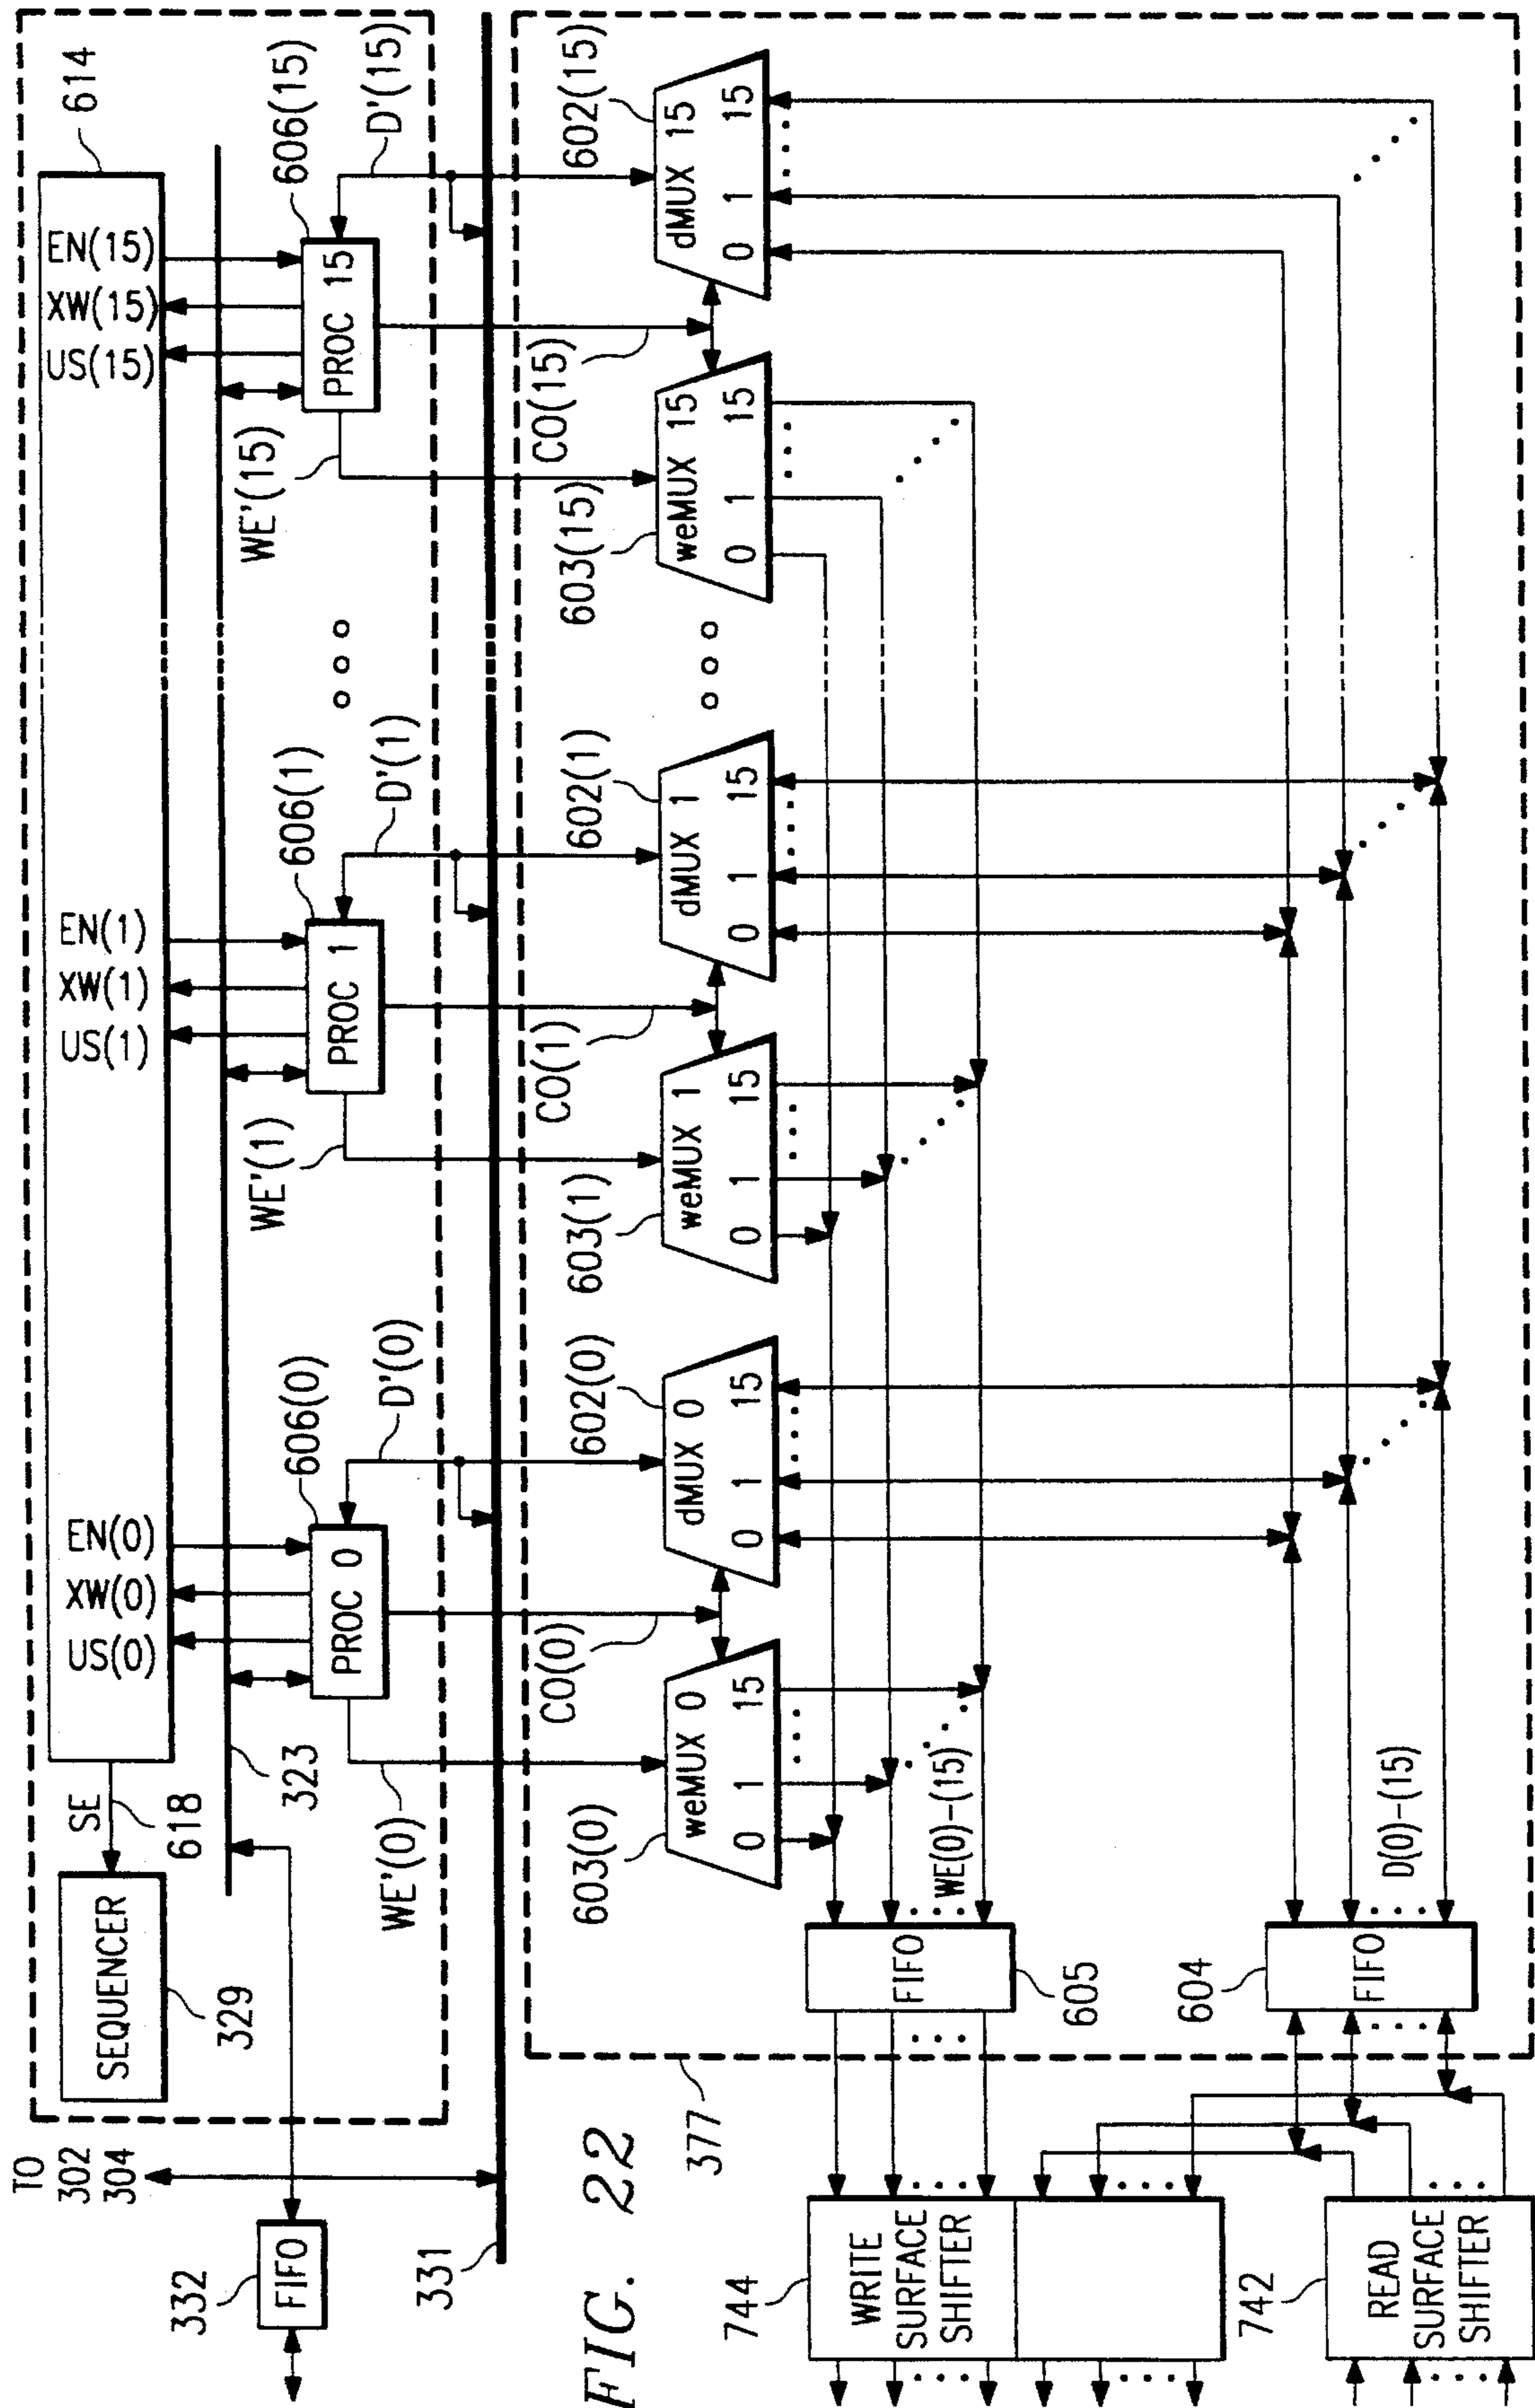 TO
302
304
332
FIFO
331
SEQUENCER
329
SE
618
323
614
US(0)
XW(0)
EN(0)
US(1)
XW(1)
EN(1)
US(15)
XW(15)
EN(15)
WE'(0)
PROC 0
606(0)
D'(0)
WE'(1)
PROC 1
606(1)
D'(1)
WE'(15)
PROC 15
606(15)
D'(15)
CO(0)
CO(1)
CO(15)
603(0)
weMUX 0
0 1 15
602(0)
dMUX 0
0 1 15
603(1)
weMUX 1
0 1 15
602(1)
dMUX 1
0 1 15
603(15)
weMUX 15
0 1 15
602(15)
dMUX 15
0 1 15
FIG. 22
377
744
WRITE
SURFACE
SHIFTER
FIFO
605
WE(0)-(15)
742
READ
SURFACE
SHIFTER
604
FIFO
D(0)-(15)